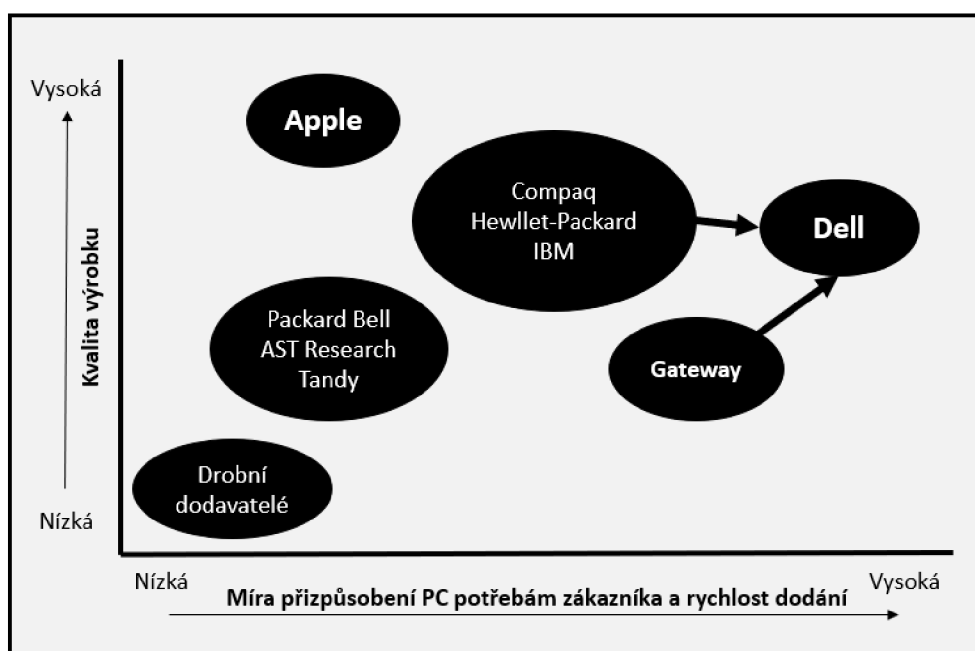 Vysoká
Apple
Compaq
Hewllet-Packard
IBM
Dell
Kvalita výrobku
Packard Bell
AST Research
Tandy
Gateway
Drobní
dodavatelé
Nízká
Nízká
Vysoká
Míra přizpůsobení PC potřebám zákazníka a rychlost dodání